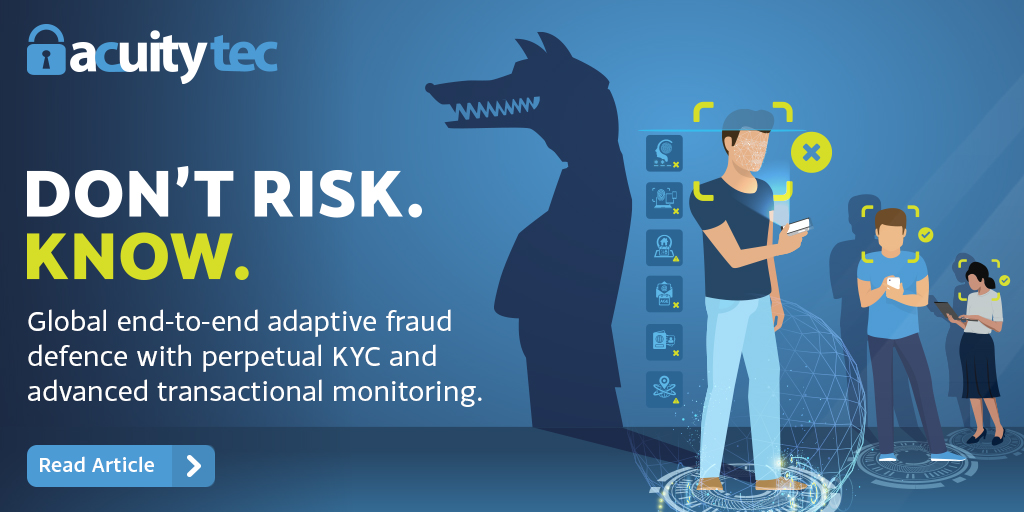 acuitytec
DON'T RISK.
KNOW.
Global end-to-end adaptive fraud
defence with perpetual KYC and
advanced transactional monitoring.
Read Article